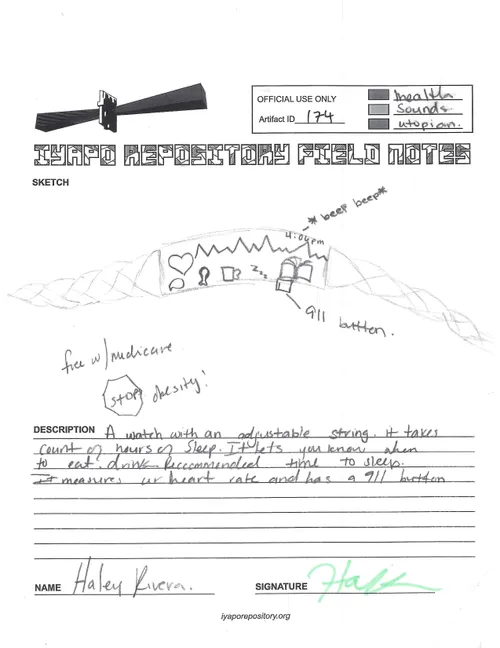 OFFICIAL USE ONLY
Artifact ID 174
health
Sounds
utopian.
IYAPO REPOSITORY FIELD NOTES
SKETCH
*beep beep*
4:04pm
zzz
911 button.
free w/medicare
STOP obesity!
DESCRIPTION A watch with an adjustable string. it takes
count of hours of sleep. It lets you know when
to eat, drink Reccommended time to sleep.
It measures ur heart rate and has a 911 button
NAME Haley Rivera.
SIGNATURE
iyaporepository.org